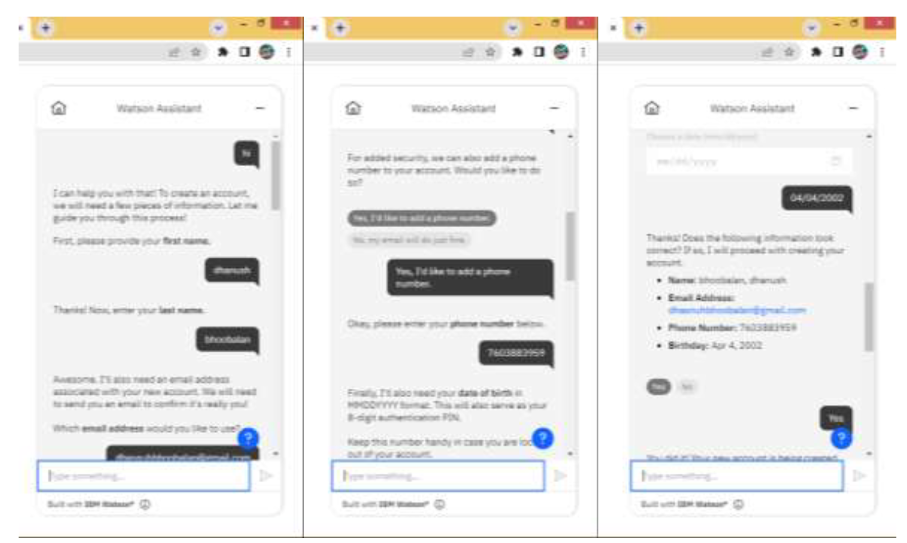 Watson Assistant
hi
I can help you with that! To create an account,
we will need a few pieces of information. Let me
guide you through this process!
First, please provide your first name.
dhanush
Thanks! Now, enter your last name.
bhoobalan
Awesome. I'll also need an email address
associated with your new account. We will need
to send you an email to confirm it's really you!
Which email address would you like to use?
?
Type something...
Built with IBM Watson®
Watson Assistant
For added security, we can also add a phone
number to your account. Would you like to do
so?
Yes, I'd like to add a phone number.
No, my email will do just fine.
Yes, I'd like to add a phone
number.
Okay, please enter your phone number below.
7603883959
Finally, I'll also need your date of birth in
MMDDYYYY format. This will also serve as your
8-digit authentication PIN.
Keep this number handy in case you are loc
out of your account.
?
Type something...
Built with IBM Watson®
Watson Assistant
mm/dd/yyyy
04/04/2002
Thanks! Does the following information look
correct? If so, I will proceed with creating your
account.
• Name: bhoobalan, dhanush
• Email Address:
• Phone Number: 7603883959
• Birthday: Apr 4, 2002
Yes
No
Yes
?
You did it! Your new account is being created
Type something...
Built with IBM Watson®